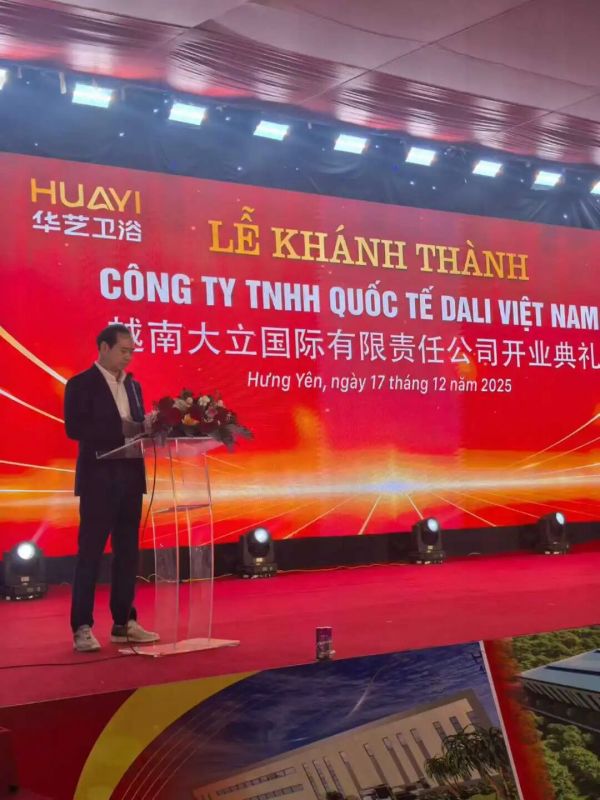 HUAYI
华艺卫浴
LỄ KHÁNH THÀNH
CÔNG TY TNHH QUỐC TẾ DALI VIỆT NAM
越南大立国际有限责任公司开业典礼
Hưng Yên, ngày 17 tháng 12 năm 2025